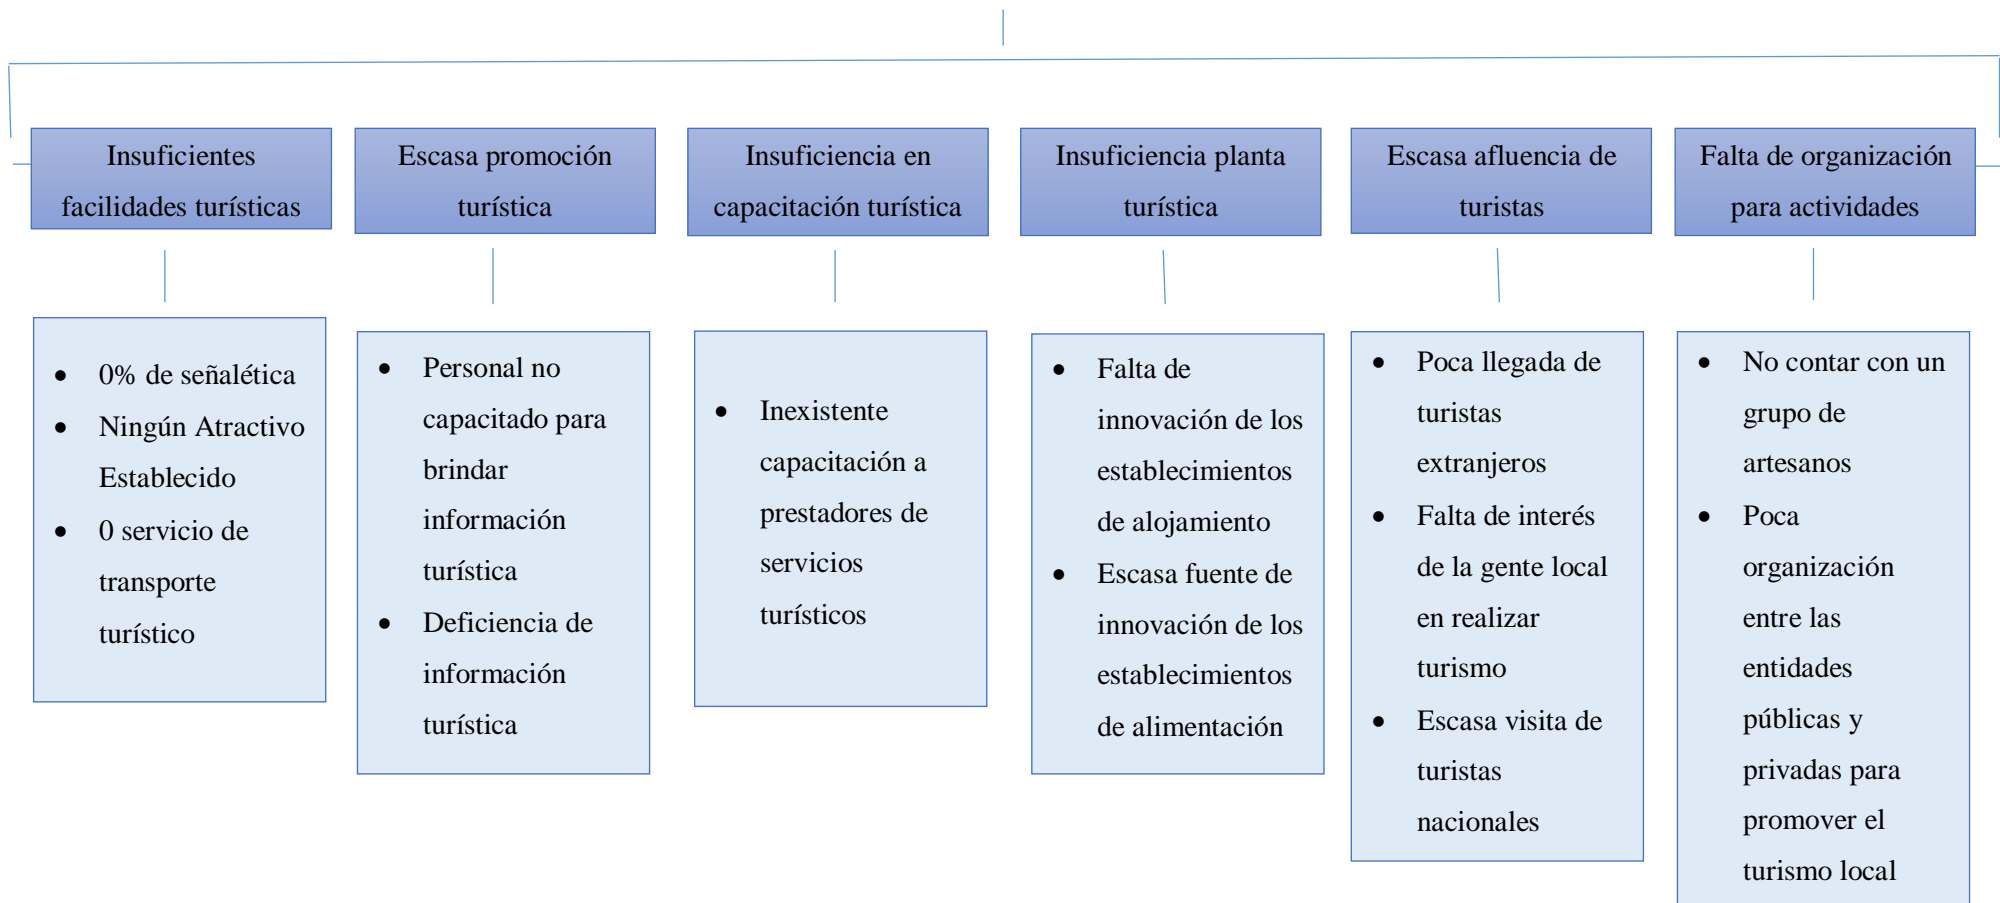 Insuficientes
facilidades turísticas
Escasa promoción
turística
Insuficiencia en
capacitación turística
Insuficiencia planta
turística
Escasa afluencia de
turistas
Falta de organización
para actividades
• 0% de señalética
• Ningún Atractivo
Establecido
• 0 servicio de
transporte
turístico
• Personal no
capacitado para
brindar
información
turística
• Deficiencia de
información
turística
• Inexistente
capacitación a
prestadores de
servicios
turísticos
• Falta de
innovación de los
establecimientos
de alojamiento
• Escasa fuente de
innovación de los
establecimientos
de alimentación
• Poca llegada de
turistas
extranjeros
• Falta de interés
de la gente local
en realizar
turismo
• Escasa visita de
turistas
nacionales
• No contar con un
grupo de
artesanos
• Poca
organización
entre las
entidades
públicas y
privadas para
promover el
turismo local